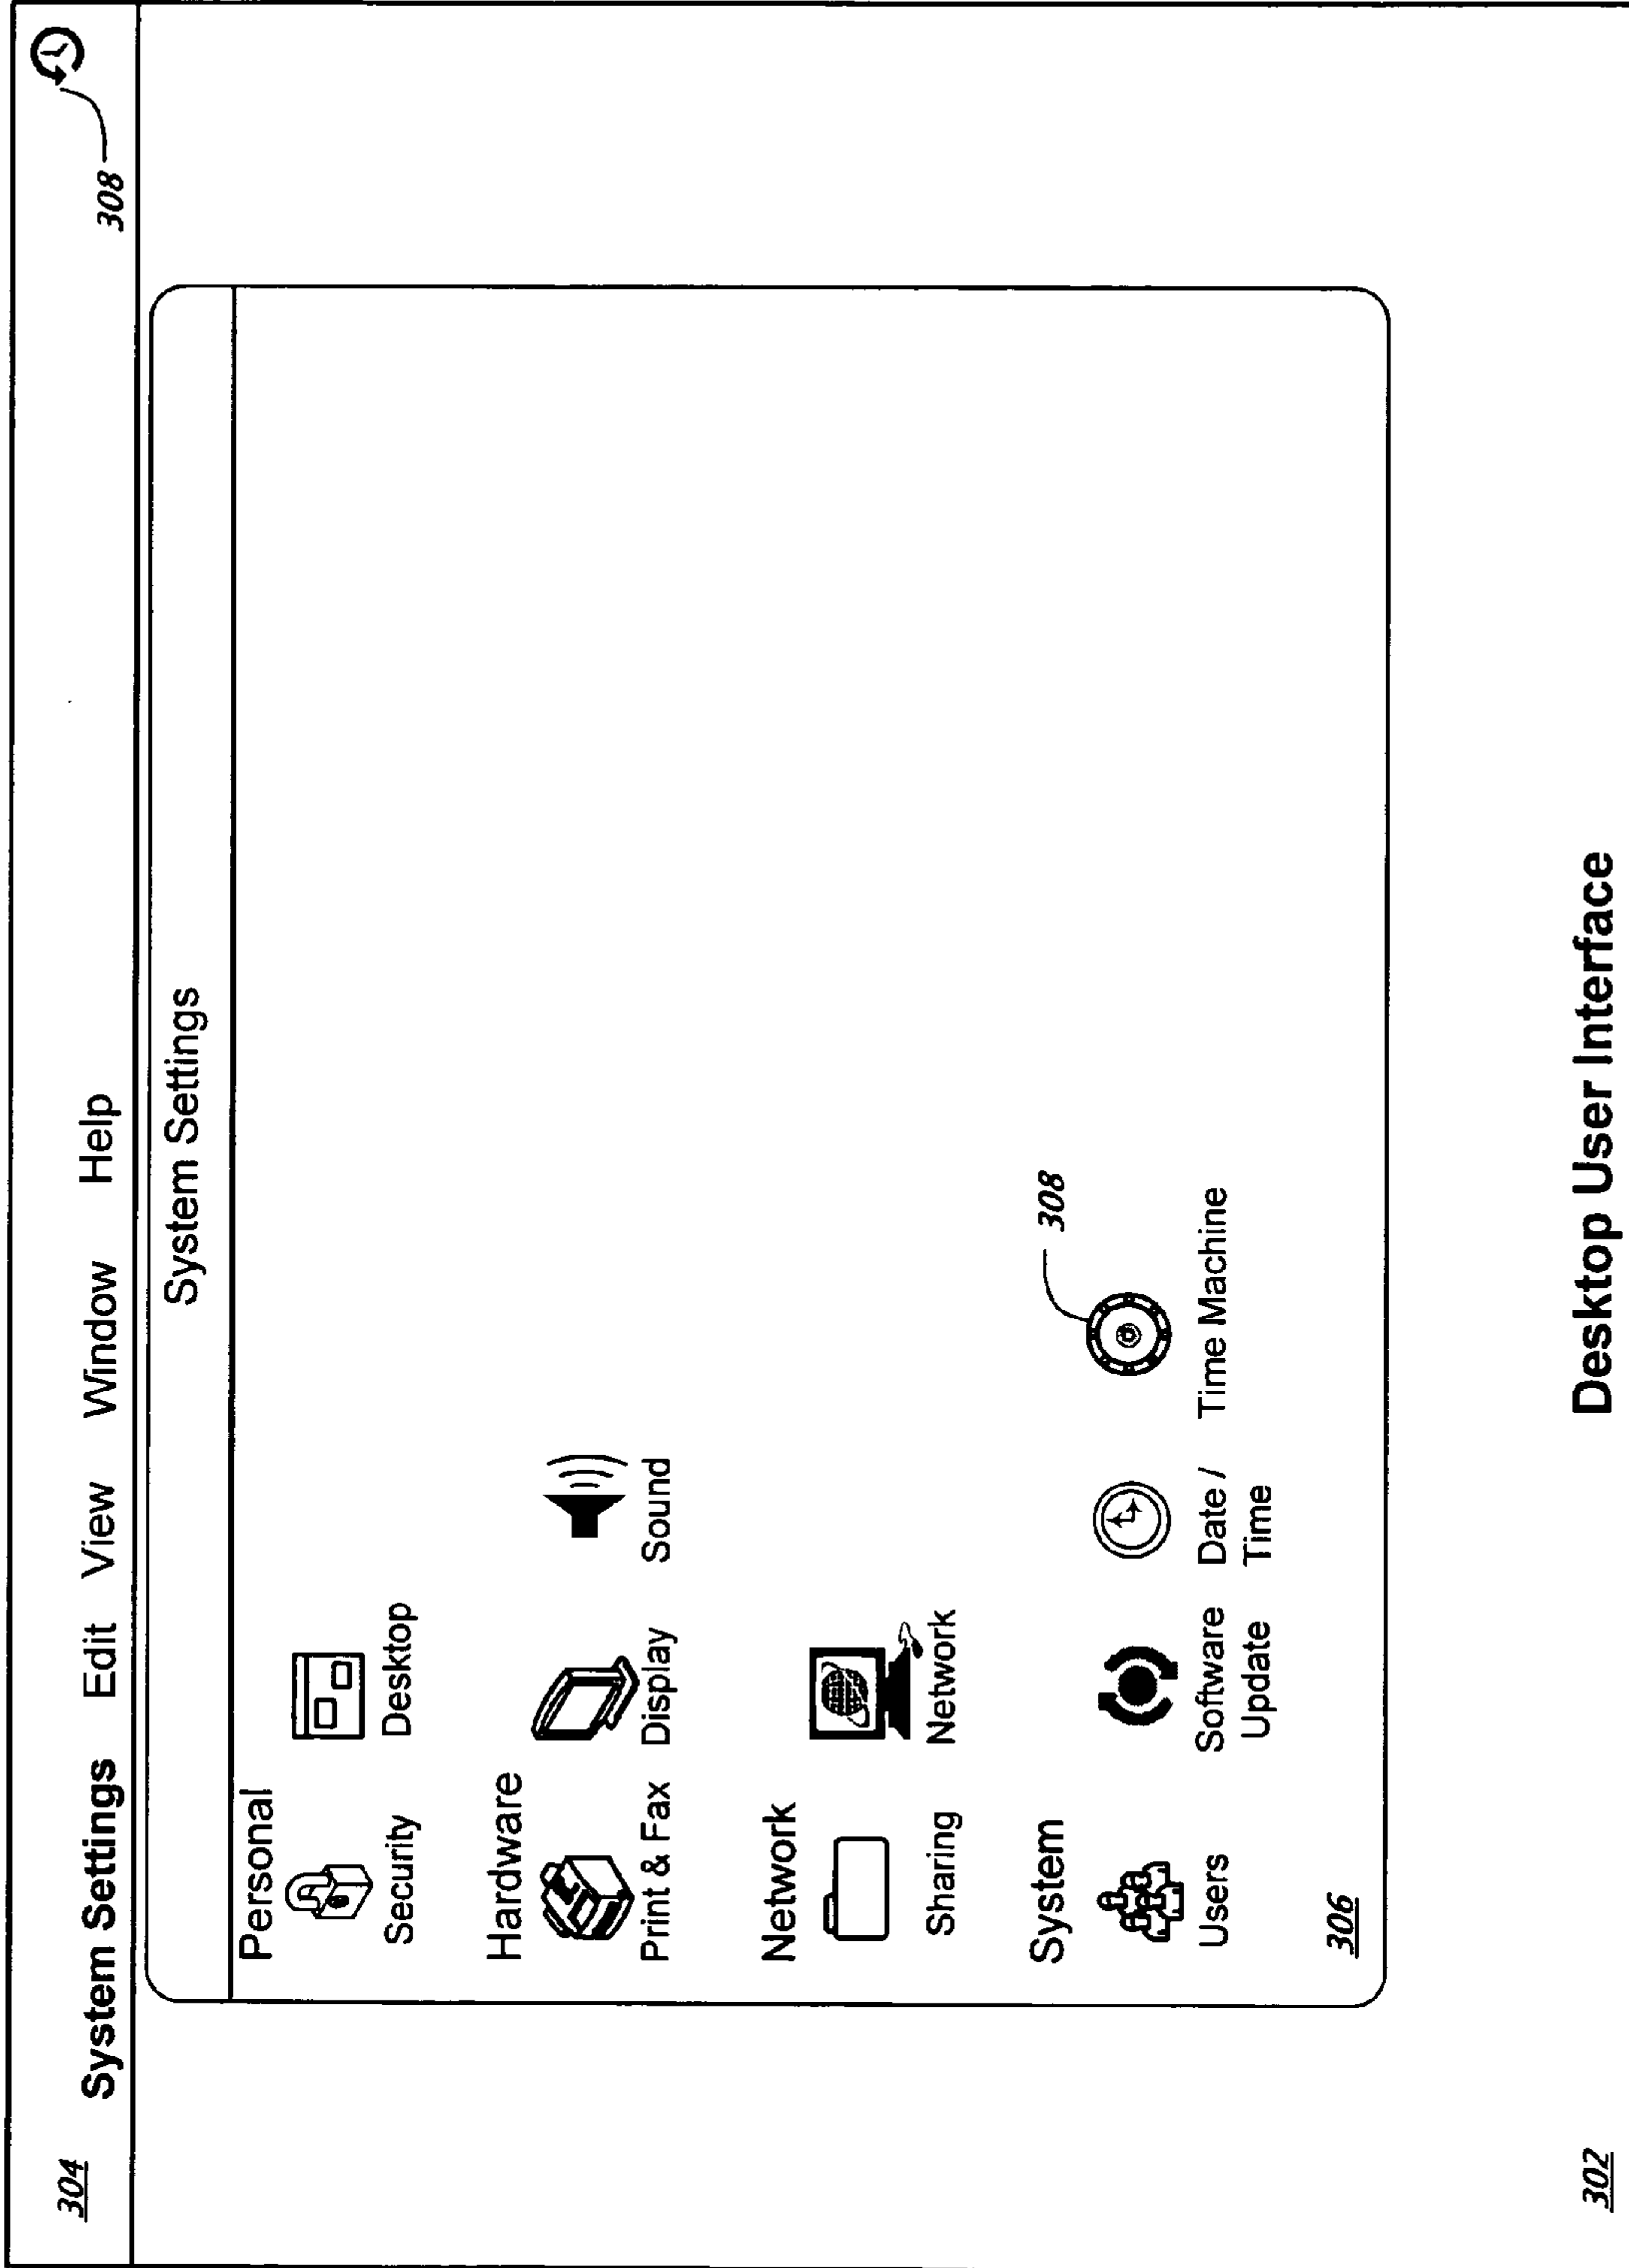 304 System Settings Edit View Window Help
308
System Settings
Personal
Security Desktop
Hardware
Print & Fax Display Sound
Network
Sharing Network
System
308
Users Software Update Date / Time Time Machine
306
302 Desktop User Interface